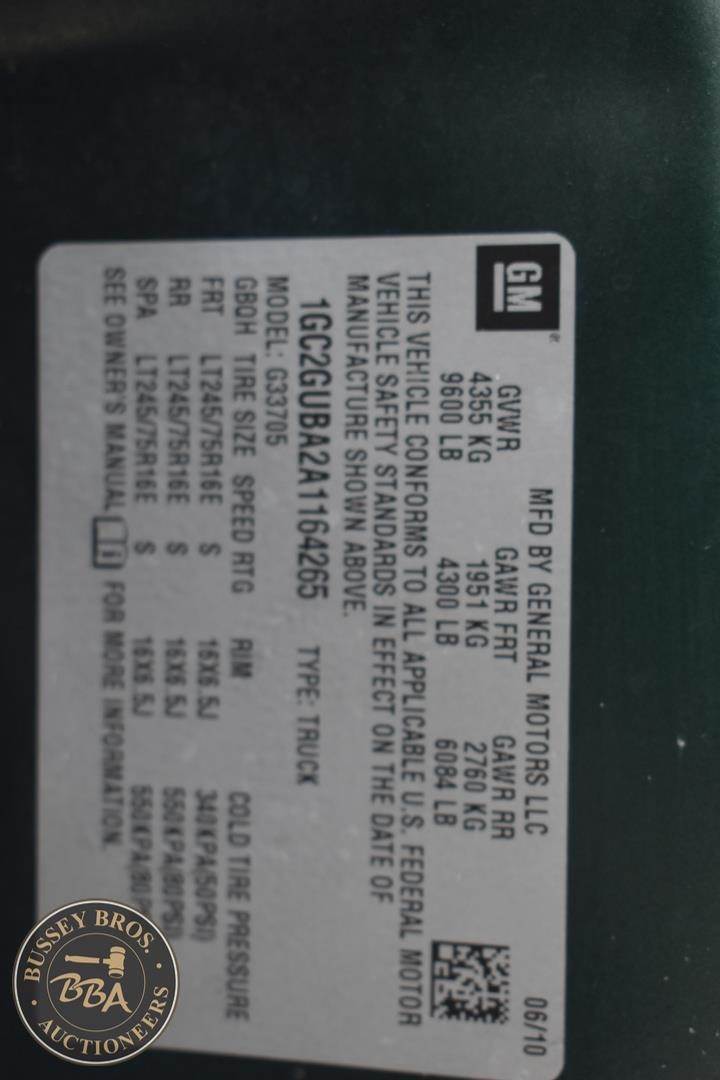 GM
MFD BY GENERAL MOTORS LLC 06/10
GVWR GAWR FRT GAWR RR
4355 KG 1951 KG 2760 KG
9600 LB 4300 LB 6084 LB
THIS VEHICLE CONFORMS TO ALL APPLICABLE U.S. FEDERAL MOTOR
VEHICLE SAFETY STANDARDS IN EFFECT ON THE DATE OF
MANUFACTURE SHOWN ABOVE.
1GC2GUBA2A1164265 TYPE: TRUCK
MODEL: G33705
GBQH TIRE SIZE SPEED RTG RIM COLD TIRE PRESSURE
FRT LT245/75R16E S 16X6.5J 340KPA(50PSI)
RR LT245/75R16E S 16X6.5J 550KPA(80PSI)
SPA LT245/75R16E S 16X6.5J 550KPA(80P
SEE OWNER'S MANUAL FOR MORE INFORMATION.
BUSSEY BROS.
BBA
AUCTIONEERS